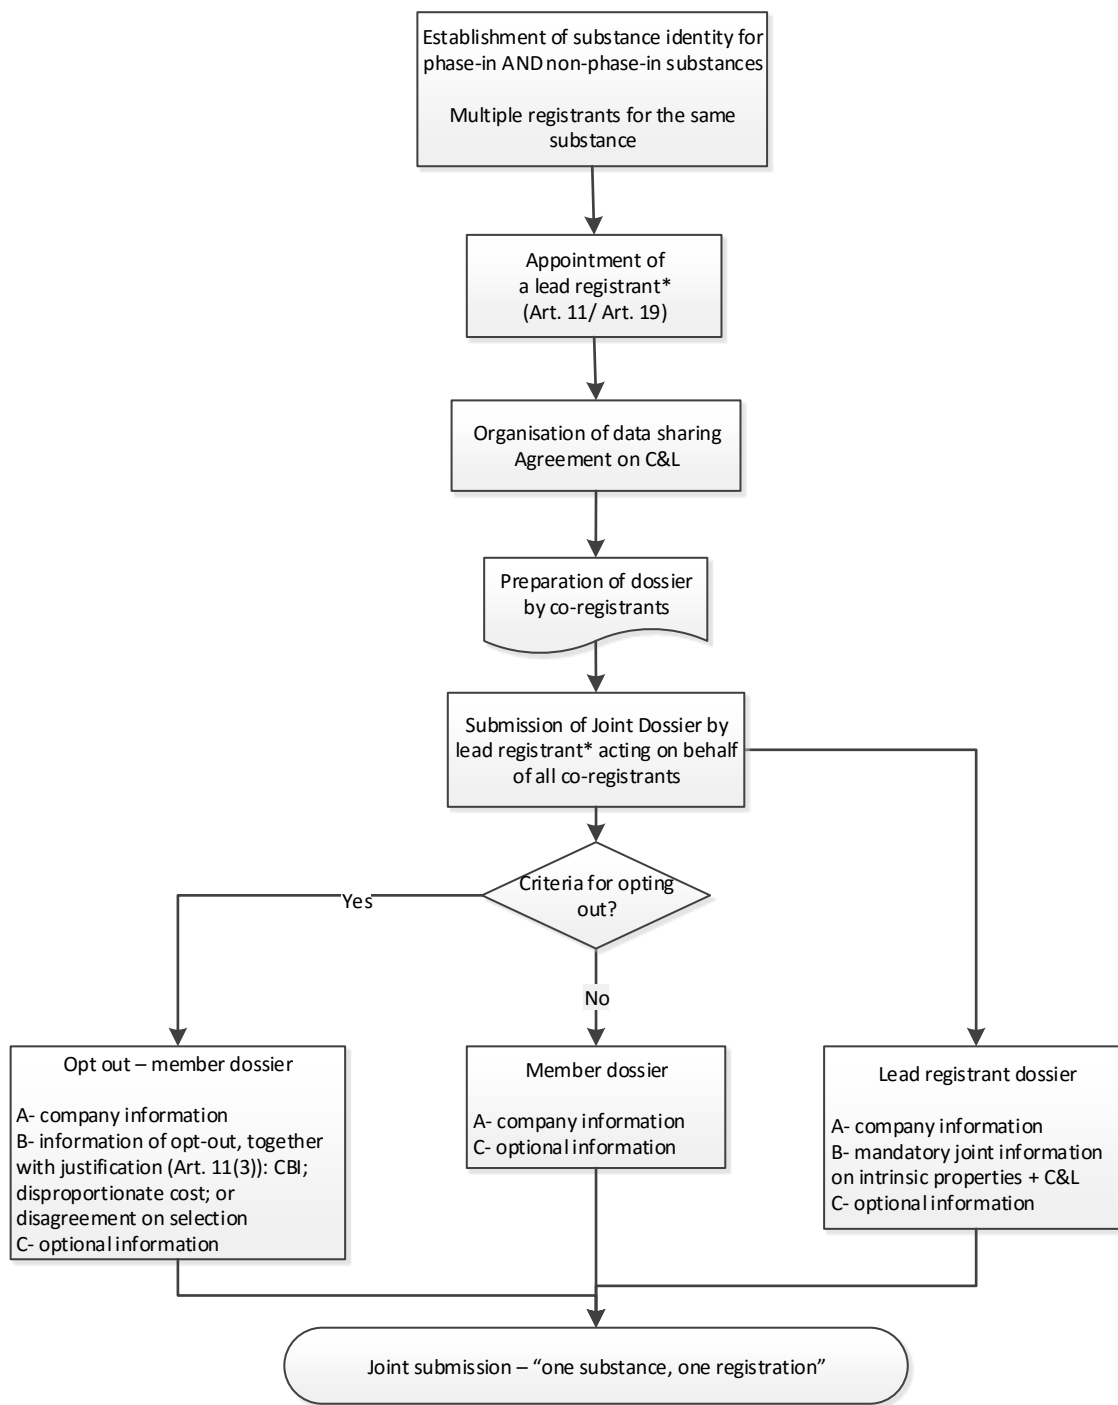 Establishment of substance identity for
phase-in AND non-phase-in substances
Multiple registrants for the same
substance
Appointment of
a lead registrant*
(Art. 11/ Art. 19)
Organisation of data sharing
Agreement on C&L
Preparation of dossier
by co-registrants
Submission of Joint Dossier by
lead registrant* acting on behalf
of all co-registrants
Criteria for opting
out?
Yes
No
Opt out – member dossier
A- company information
B- information of opt-out, together
with justification (Art. 11(3)): CBI;
disproportionate cost; or
disagreement on selection
C- optional information
Member dossier
A- company information
C- optional information
Lead registrant dossier
A- company information
B- mandatory joint information
on intrinsic properties + C&L
C- optional information
Joint submission – “one substance, one registration”